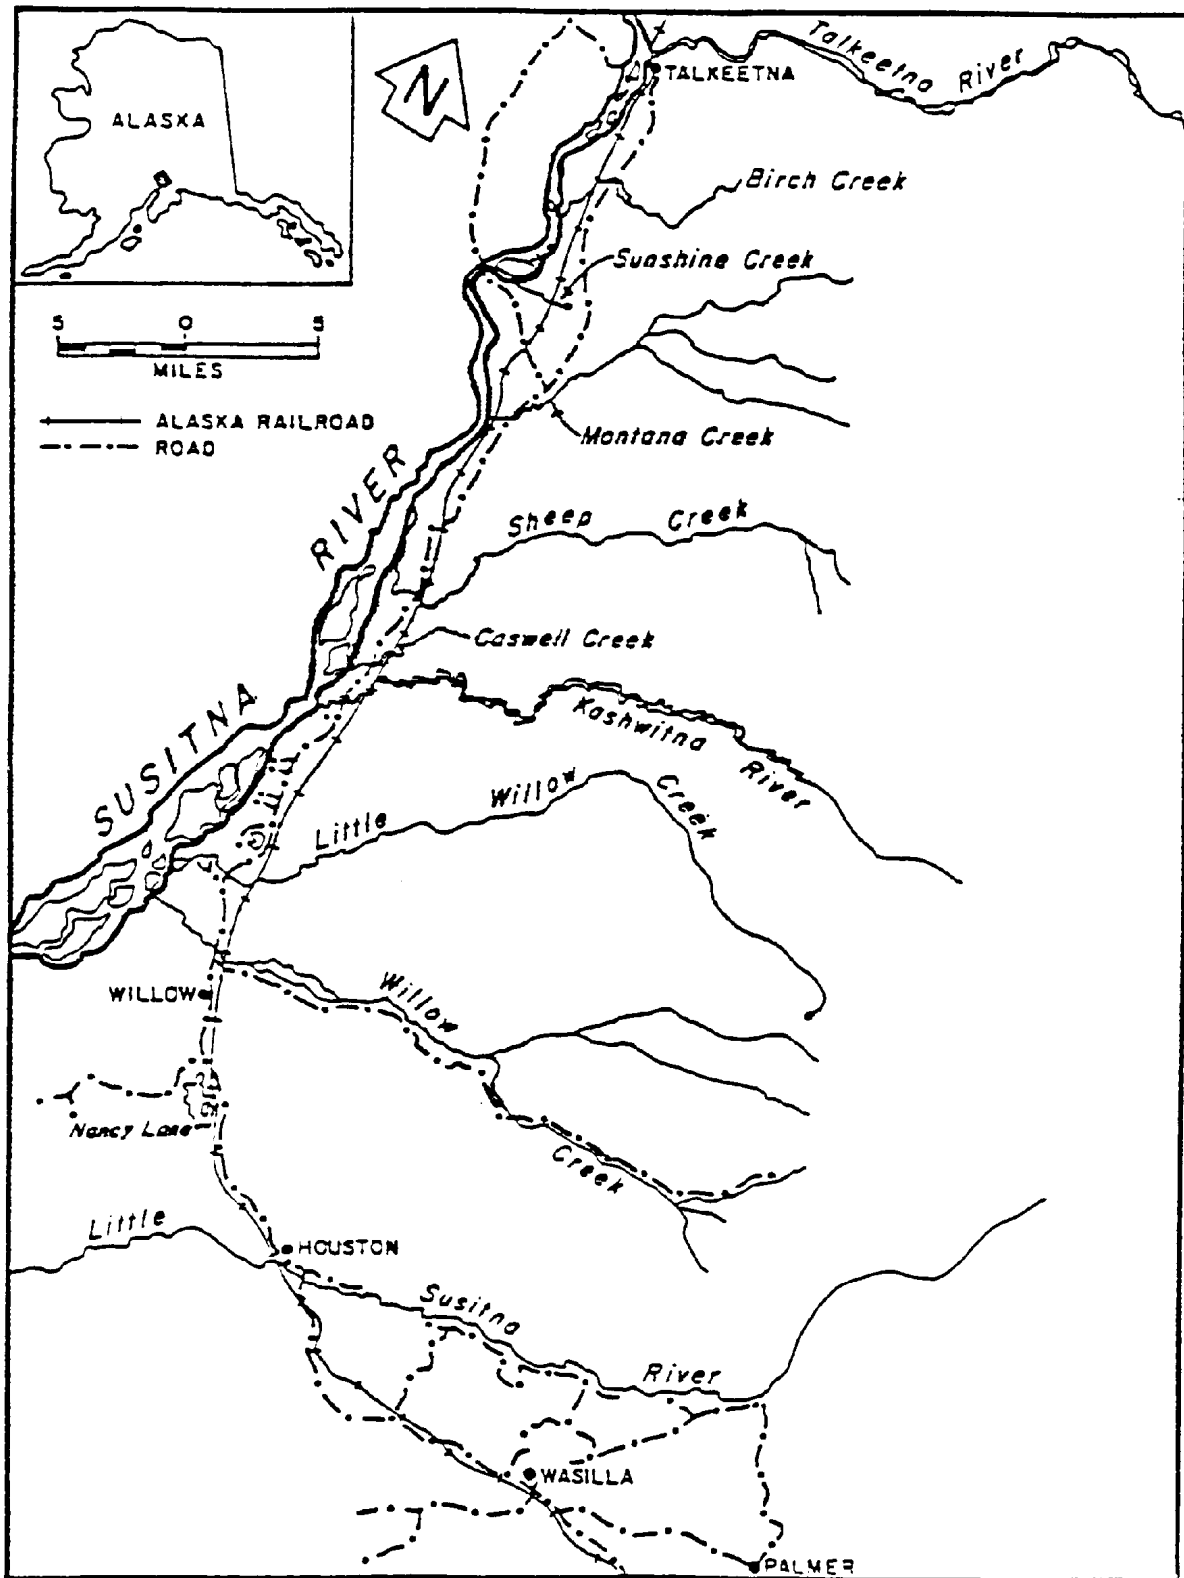 ALASKA
N
TALKEETNA
Talkeetna River
Birch Creek
Sunshine Creek
5 0 5
MILES
ALASKA RAILROAD
ROAD
Montana Creek
SUSITNA RIVER
Sheep Creek
Caswell Creek
Kashwitna River
Little Willow Creek
WILLOW
Willow Creek
Nancy Lake
Little Susitna River
HOUSTON
WASILLA
PALMER